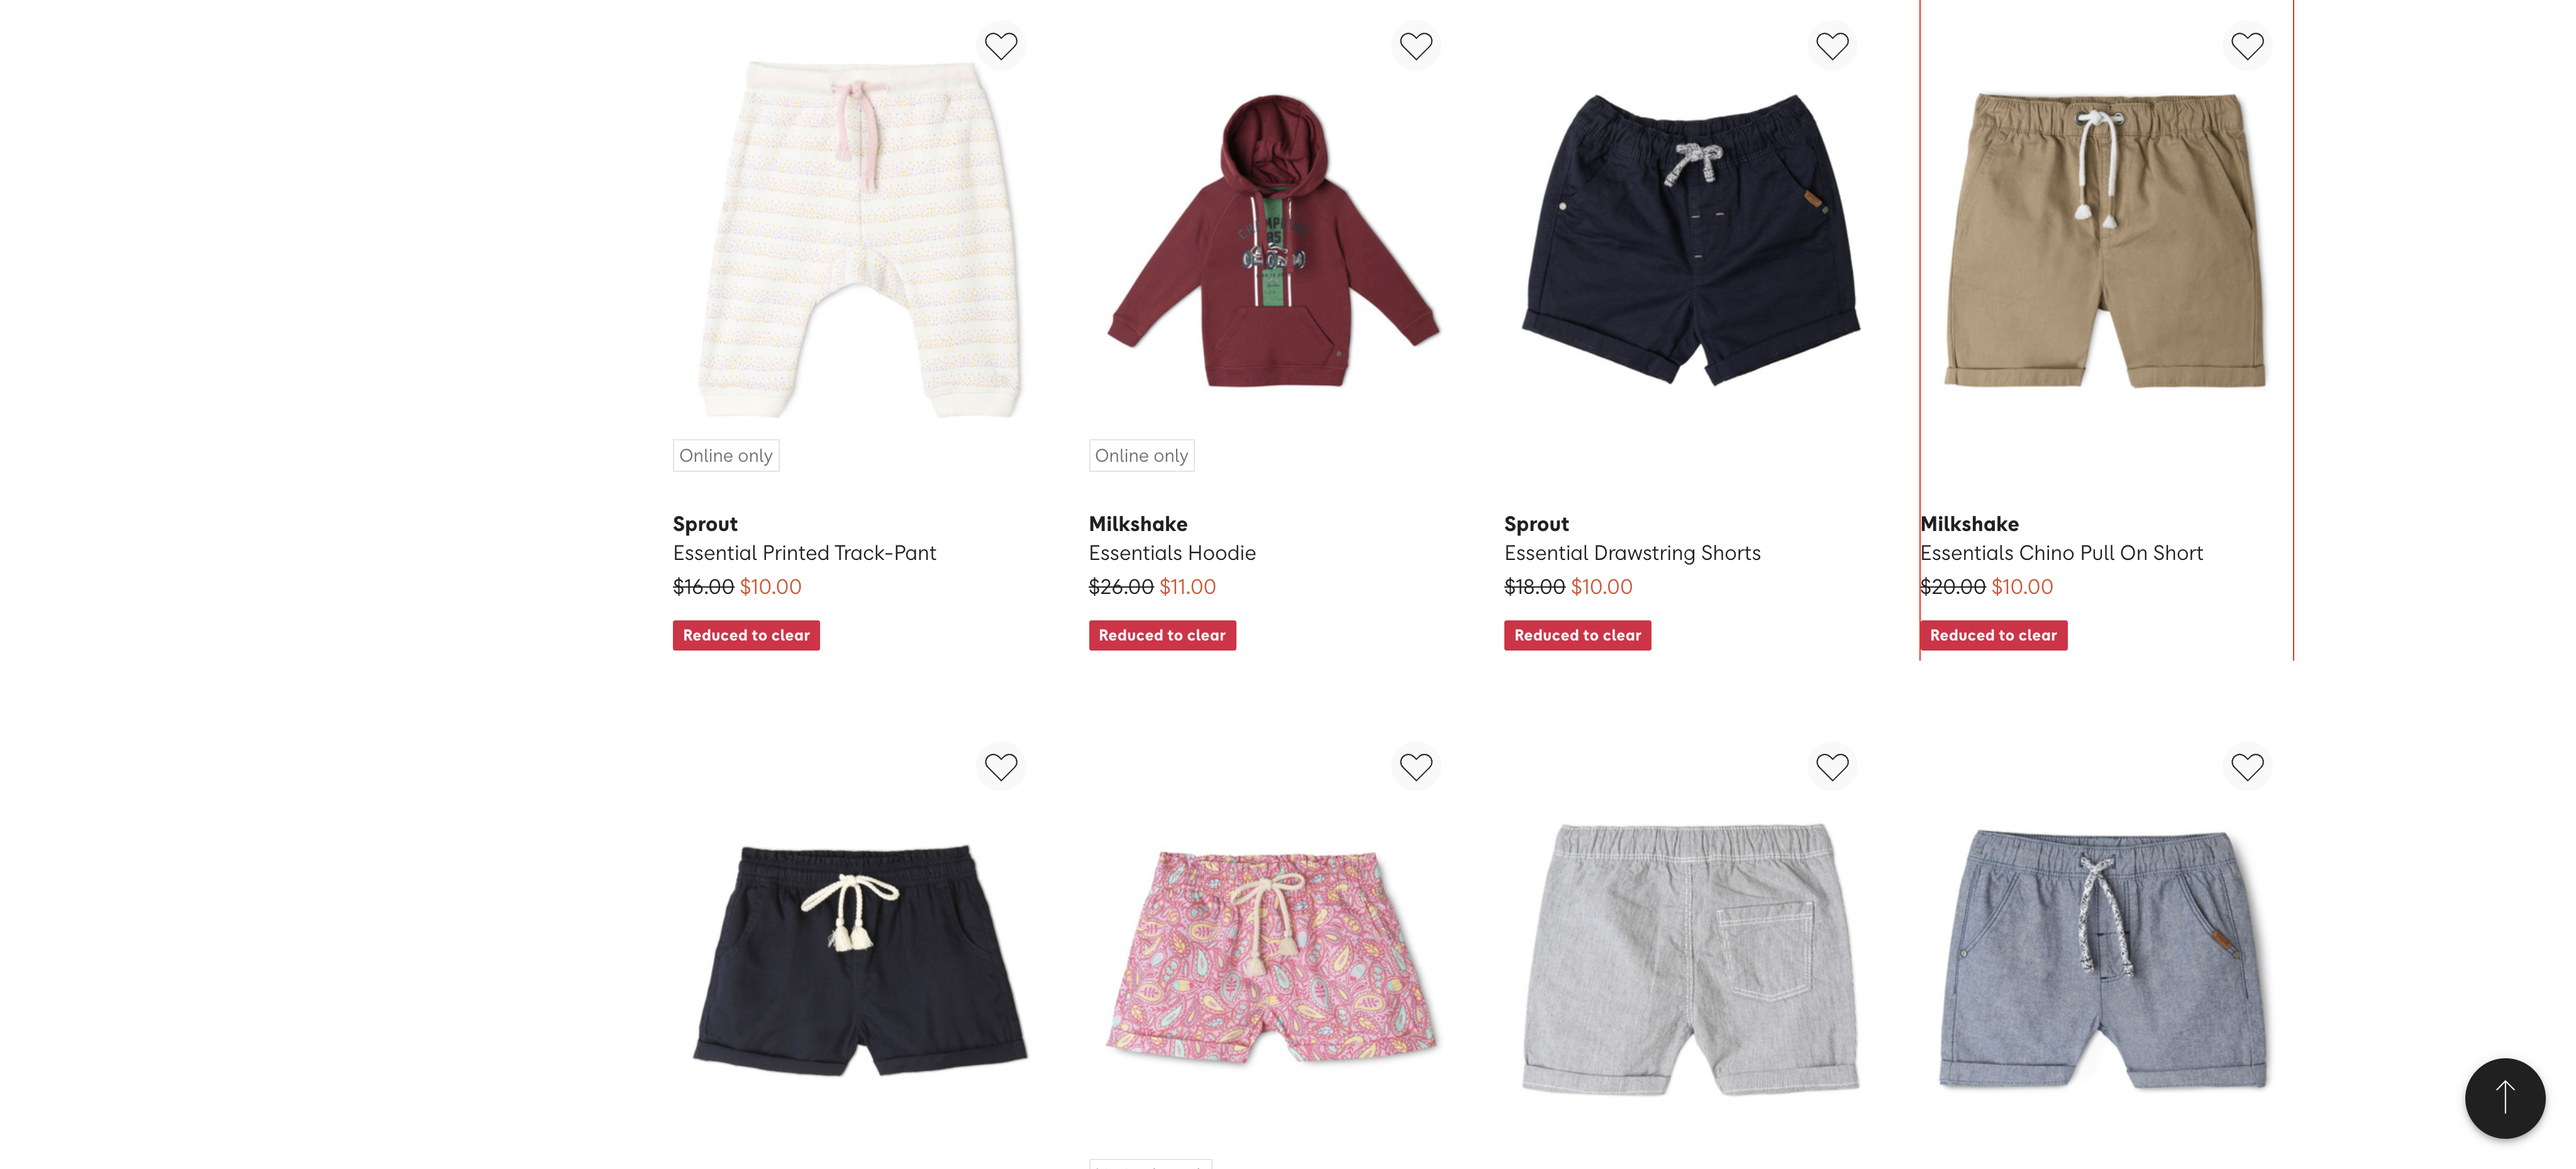 Online only
Online only
Sprout
Essential Printed Track-Pant
$16.00 $10.00
Reduced to clear
Milkshake
Essentials Hoodie
$26.00 $11.00
Reduced to clear
Sprout
Essential Drawstring Shorts
$18.00 $10.00
Reduced to clear
Milkshake
Essentials Chino Pull On Short
$20.00 $10.00
Reduced to clear